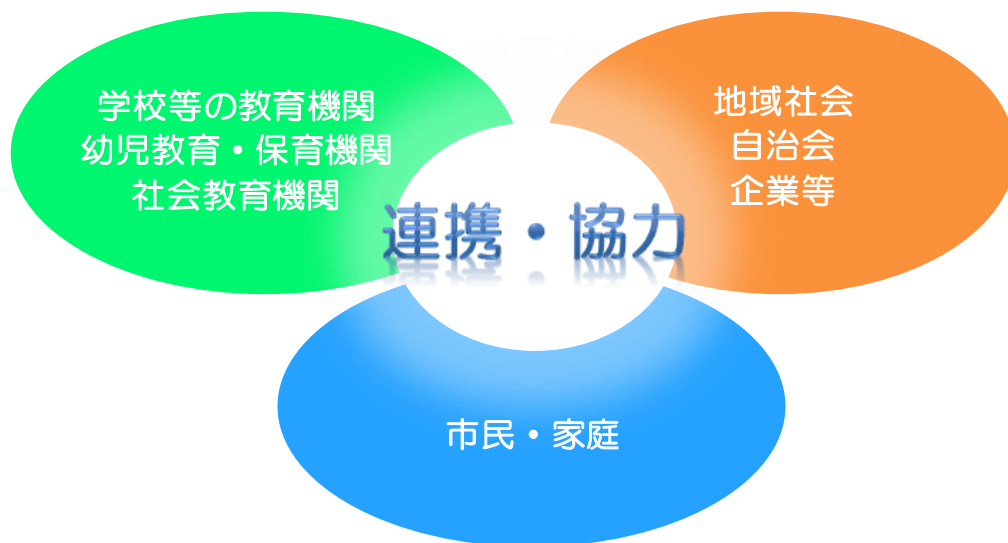 学校等の教育機関
幼児教育・保育機関
社会教育機関
地域社会
自治会
企業等
連携・協力
市民・家庭